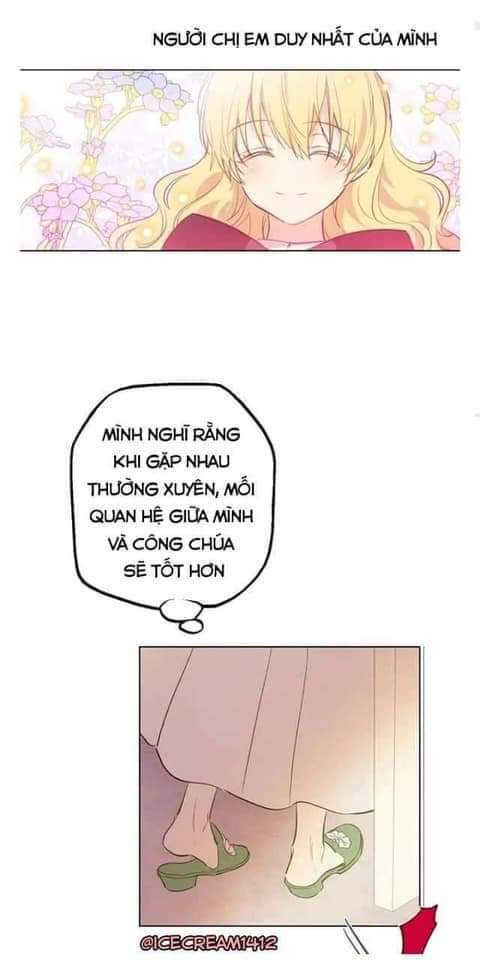 NGƯỜI CHỊ EM DUY NHẤT CỦA MÌNH
MÌNH NGHĨ RẰNG
KHI GẶP NHAU
THƯỜNG XUYÊN, MỐI
QUAN HỆ GIỮA MÌNH
VÀ CÔNG CHÚA
SẼ TỐT HƠN
@ICECREAM1412